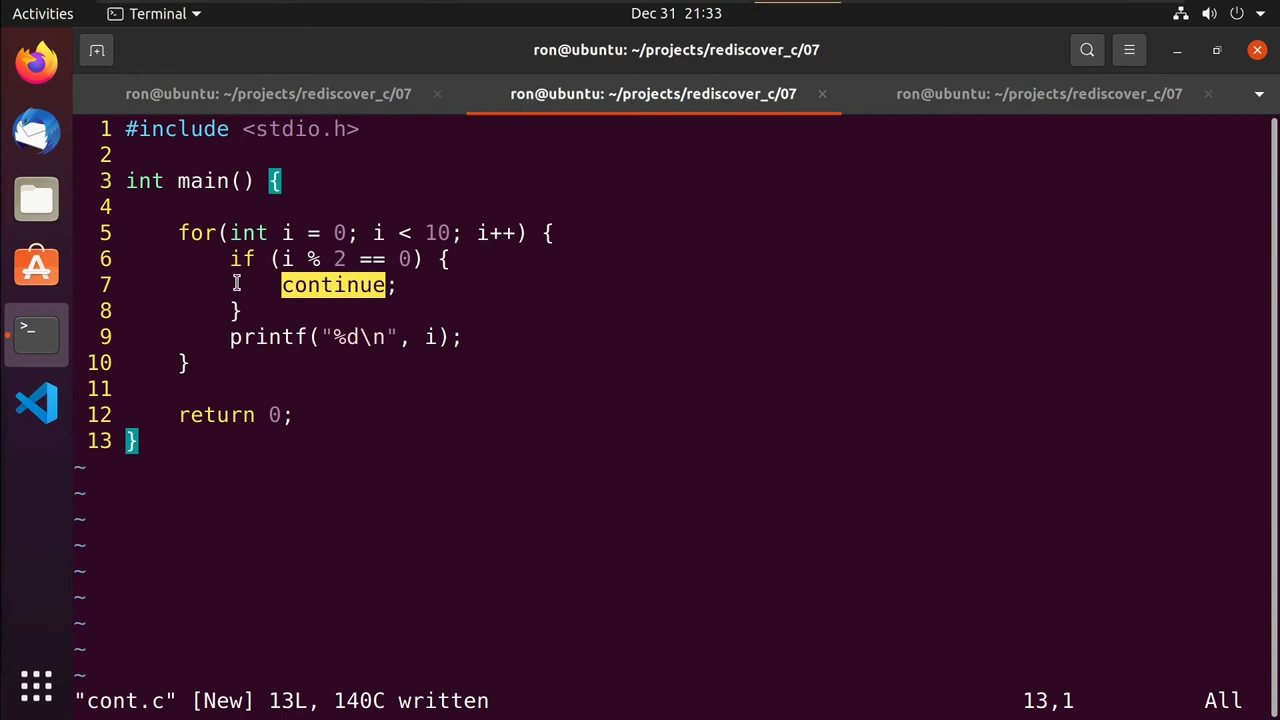 Activities Terminal Dec 31 21:33
ron@ubuntu: ~/projects/rediscover_c/07
ron@ubuntu: ~/projects/rediscover_c/07 × ron@ubuntu: ~/projects/rediscover_c/07 × ron@ubuntu: ~/projects/rediscover_c/07 ×
1 #include <stdio.h>
2
3 int main() {
4
5     for(int i = 0; i < 10; i++) {
6         if (i % 2 == 0) {
7             continue;
8         }
9         printf("%d\n", i);
10     }
11
12     return 0;
13 }
~
~
~
~
~
~
~
~
~
"cont.c" [New] 13L, 140C written 13,1 All